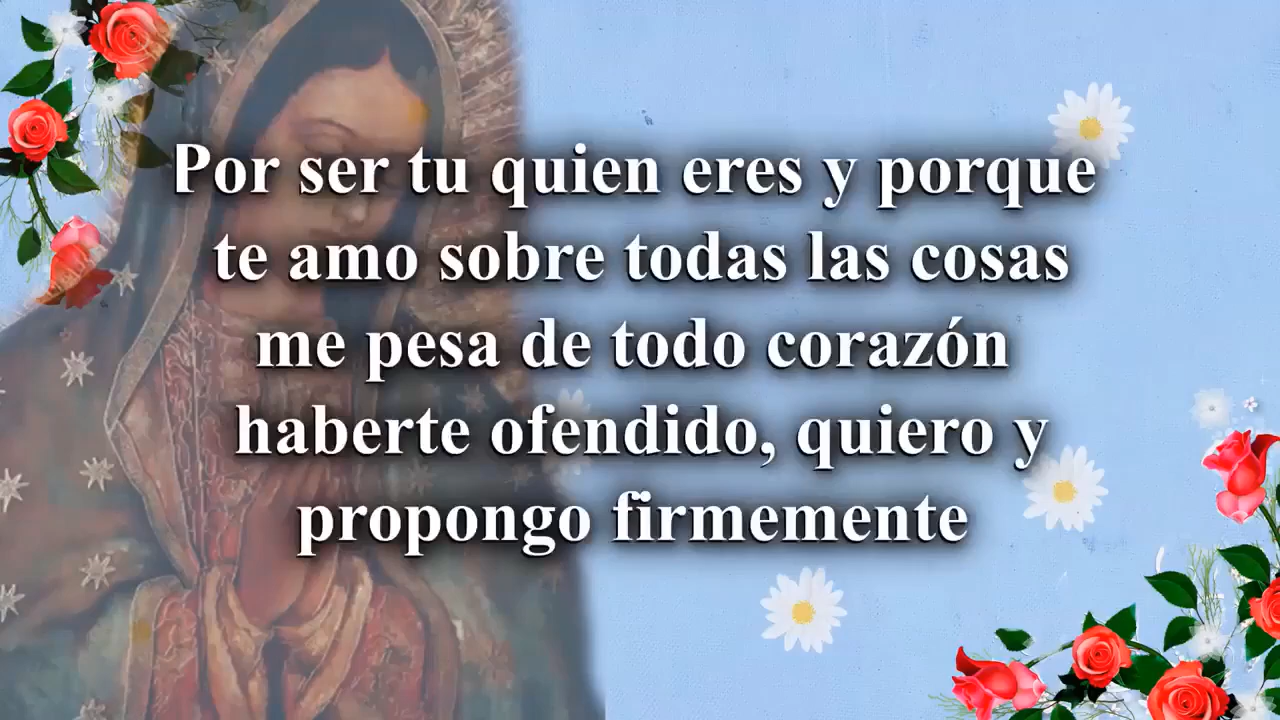 Por ser tu quien eres y porque
te amo sobre todas las cosas
me pesa de todo corazón
haberte ofendido, quiero y
propongo firmemente